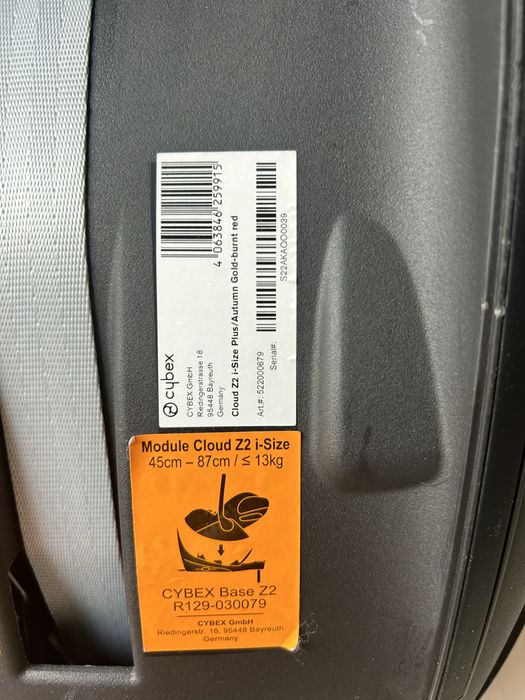 cybex
CYBEX GmbH
Riedingerstrasse 18
95448 Bayreuth
Germany
4 063846 259915
Cloud Z2 i-Size Plus/Autumn Gold-burnt red
Art.#: 522000679
Serial#:
S22AKAOO0039
Module Cloud Z2 i-Size
45cm – 87cm / ≤ 13kg
CYBEX Base Z2
R129-030079
CYBEX GmbH
Riedingerstr. 18, 95448 Bayreuth
Germany